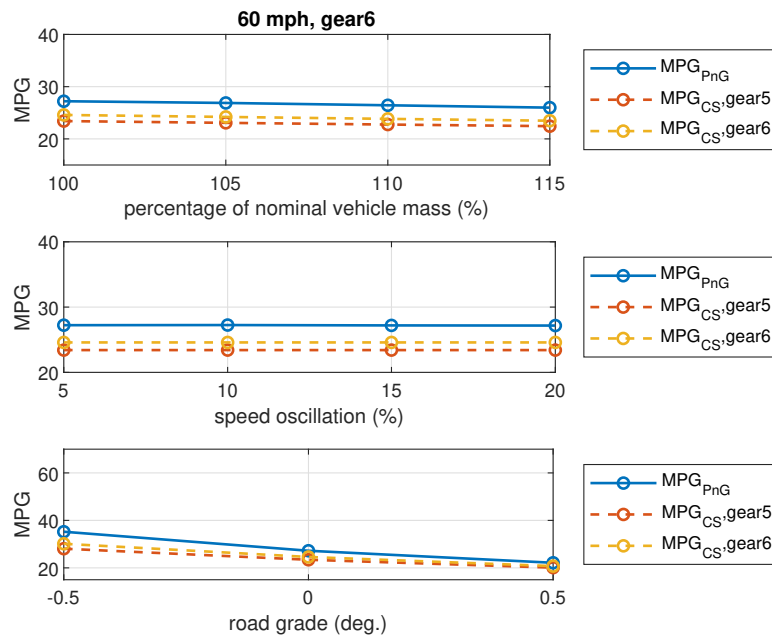 60 mph, gear6
40
30
20
MPG
100 105 110 115
percentage of nominal vehicle mass (%)
MPG_PnG
MPG_CS,gear5
MPG_CS,gear6
40
30
20
MPG
5 10 15 20
speed oscillation (%)
MPG_PnG
MPG_CS,gear5
MPG_CS,gear6
60
40
20
MPG
-0.5 0 0.5
road grade (deg.)
MPG_PnG
MPG_CS,gear5
MPG_CS,gear6